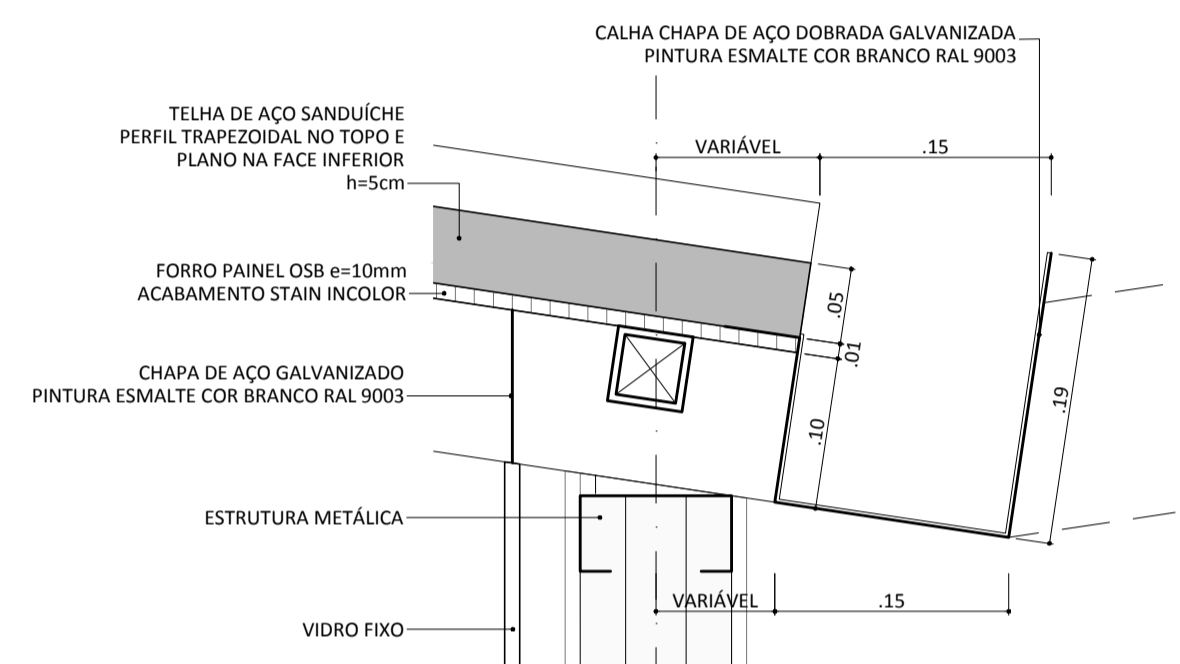 CALHA CHAPA DE AÇO DOBRADA GALVANIZADA
PINTURA ESMALTE COR BRANCO RAL 9003
TELHA DE AÇO SANDUÍCHE
PERFIL TRAPEZOIDAL NO TOPO E
PLANO NA FACE INFERIOR
h=5cm
VARIÁVEL
.15
FORRO PAINEL OSB e=10mm
ACABAMENTO STAIN INCOLOR
.05
.01
.10
.19
CHAPA DE AÇO GALVANIZADO
PINTURA ESMALTE COR BRANCO RAL 9003
ESTRUTURA METÁLICA
VARIÁVEL
.15
VIDRO FIXO